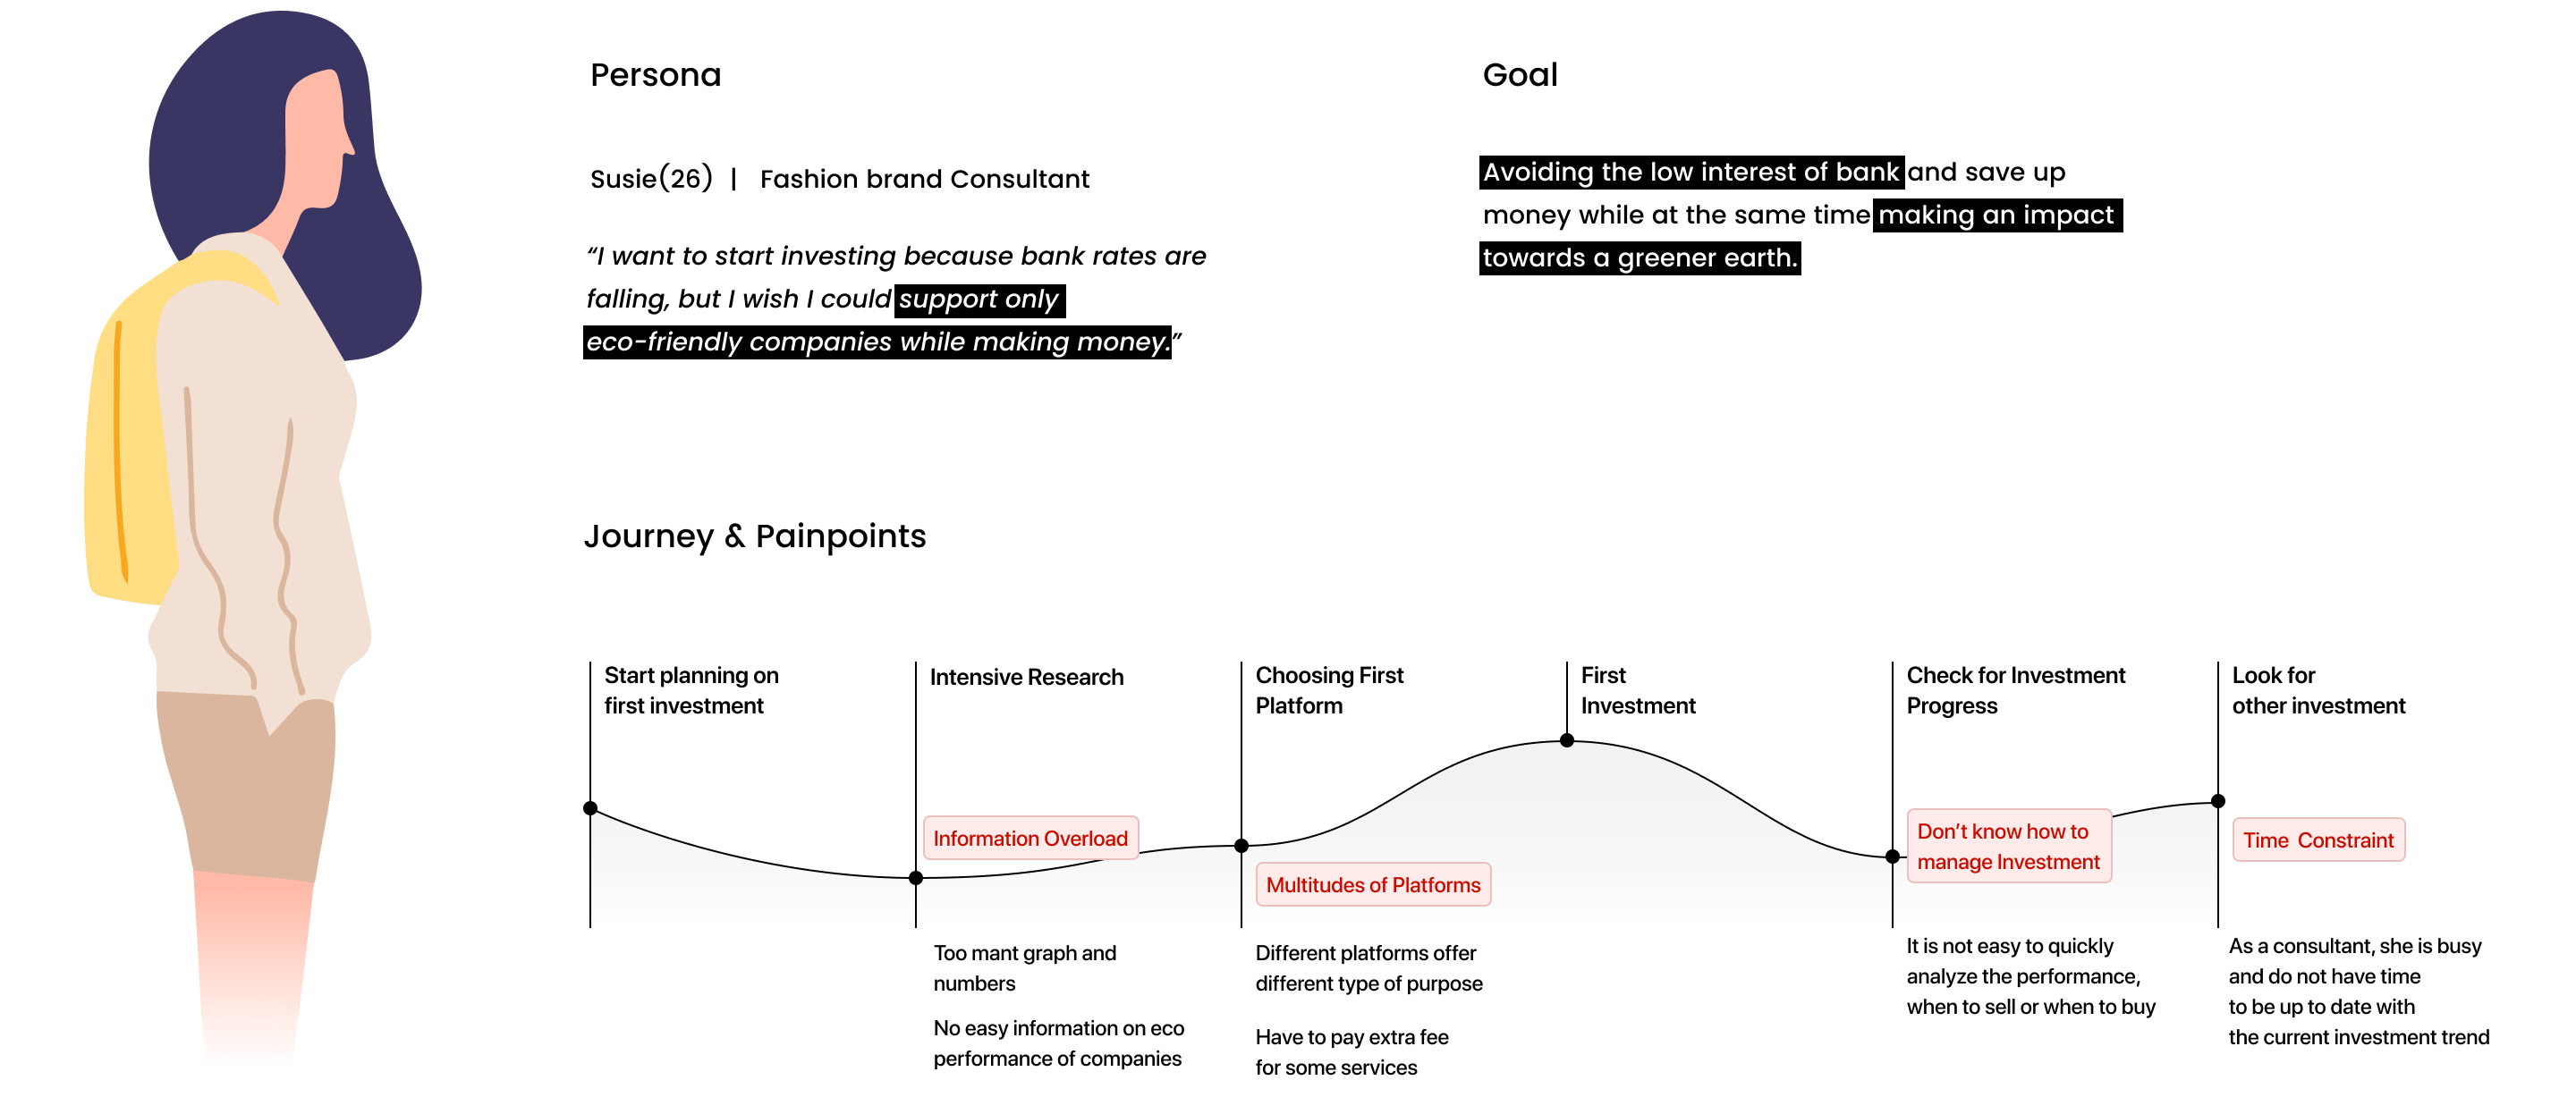 Persona
Susie(26) | Fashion brand Consultant
“I want to start investing because bank rates are
falling, but I wish I could support only
eco-friendly companies while making money.”
Goal
Avoiding the low interest of bank and save up
money while at the same time making an impact
towards a greener earth.
Journey & Painpoints
Start planning on
first investment
Intensive Research
Information Overload
Too mant graph and
numbers
No easy information on eco
performance of companies
Choosing First
Platform
Multitudes of Platforms
Different platforms offer
different type of purpose
Have to pay extra fee
for some services
First
Investment
Check for Investment
Progress
Don’t know how to
manage Investment
It is not easy to quickly
analyze the performance,
when to sell or when to buy
Look for
other investment
Time Constraint
As a consultant, she is busy
and do not have time
to be up to date with
the current investment trend